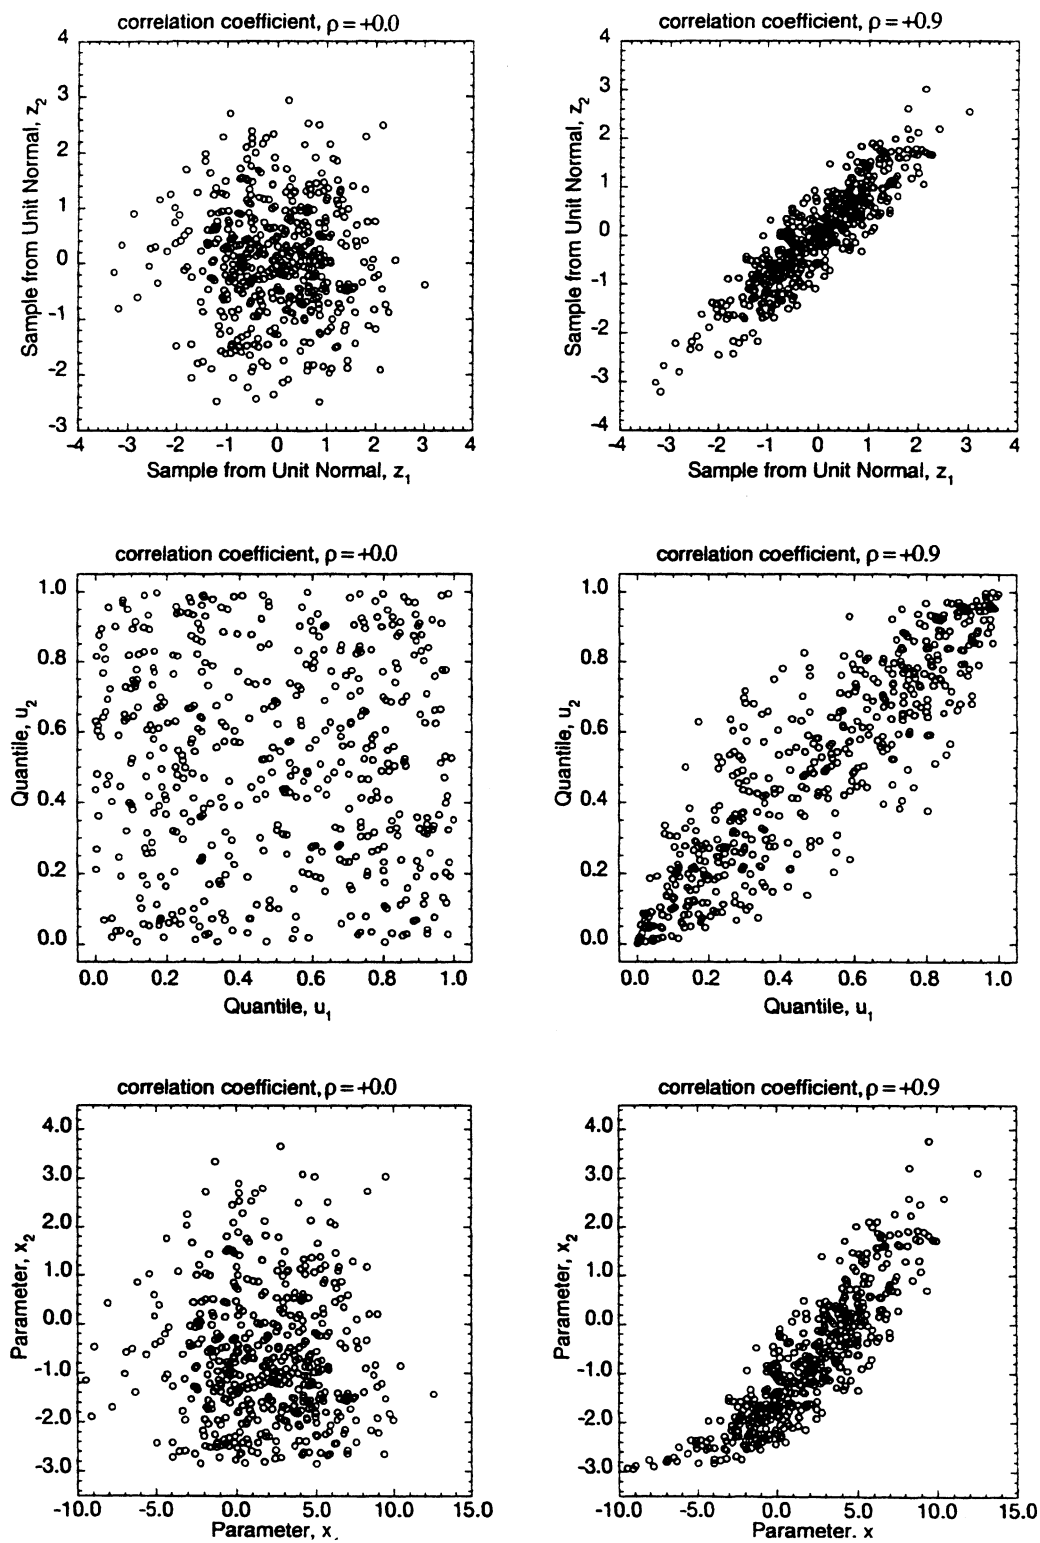 correlation coefficient, ρ = +0.0
4
3
2
1
0
-1
-2
-3
Sample from Unit Normal, z2
-4 -3 -2 -1 0 1 2 3 4
Sample from Unit Normal, z1
correlation coefficient, ρ = +0.9
4
3
2
1
0
-1
-2
-3
-4
Sample from Unit Normal, z2
-4 -3 -2 -1 0 1 2 3 4
Sample from Unit Normal, z1
correlation coefficient, ρ = +0.0
1.0
0.8
0.6
0.4
0.2
0.0
Quantile, u2
0.0 0.2 0.4 0.6 0.8 1.0
Quantile, u1
correlation coefficient, ρ = +0.9
1.0
0.8
0.6
0.4
0.2
0.0
Quantile, u2
0.0 0.2 0.4 0.6 0.8 1.0
Quantile, u1
correlation coefficient, ρ = +0.0
4.0
3.0
2.0
1.0
0.0
-1.0
-2.0
-3.0
Parameter, x2
-10.0 -5.0 0.0 5.0 10.0 15.0
Parameter, x
correlation coefficient, ρ = +0.9
4.0
3.0
2.0
1.0
0.0
-1.0
-2.0
-3.0
Parameter, x2
-10.0 -5.0 0.0 5.0 10.0 15.0
Parameter. x